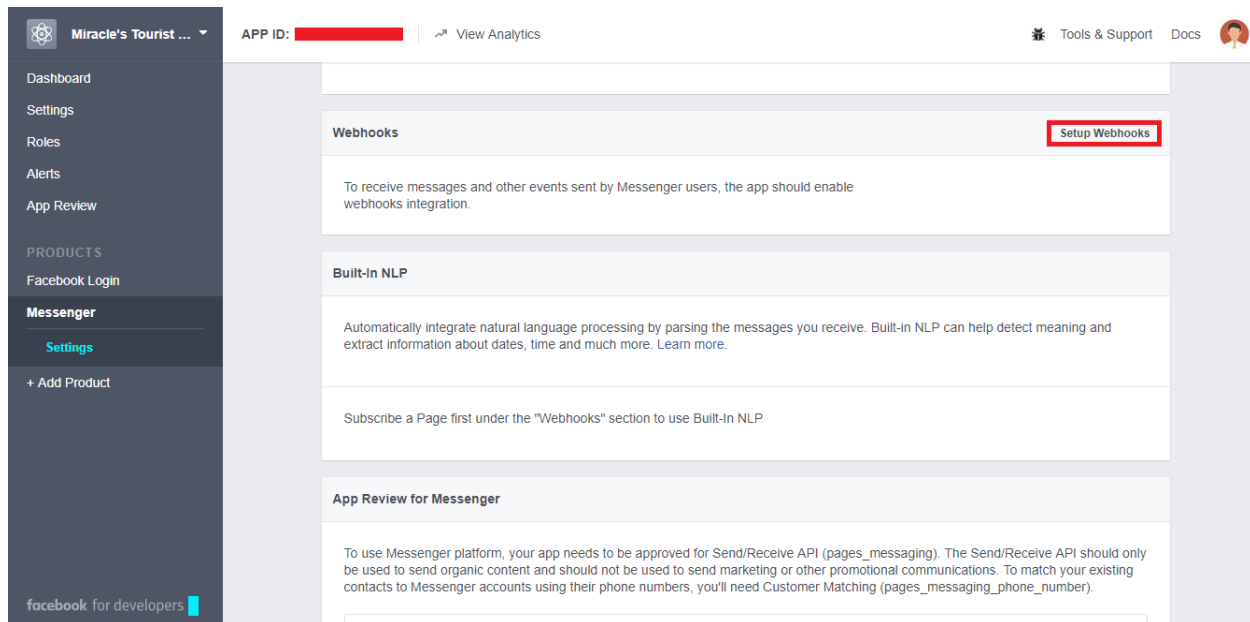 Miracle's Tourist ...
APP ID:
View Analytics
Tools & Support
Docs
Dashboard
Settings
Roles
Alerts
App Review
PRODUCTS
Facebook Login
Messenger
Settings
+ Add Product
facebook for developers
Webhooks
Setup Webhooks
To receive messages and other events sent by Messenger users, the app should enable
webhooks integration.
Built-In NLP
Automatically integrate natural language processing by parsing the messages you receive. Built-in NLP can help detect meaning and
extract information about dates, time and much more. Learn more.
Subscribe a Page first under the "Webhooks" section to use Built-In NLP
App Review for Messenger
To use Messenger platform, your app needs to be approved for Send/Receive API (pages_messaging). The Send/Receive API should only
be used to send organic content and should not be used to send marketing or other promotional communications. To match your existing
contacts to Messenger accounts using their phone numbers, you'll need Customer Matching (pages_messaging_phone_number).